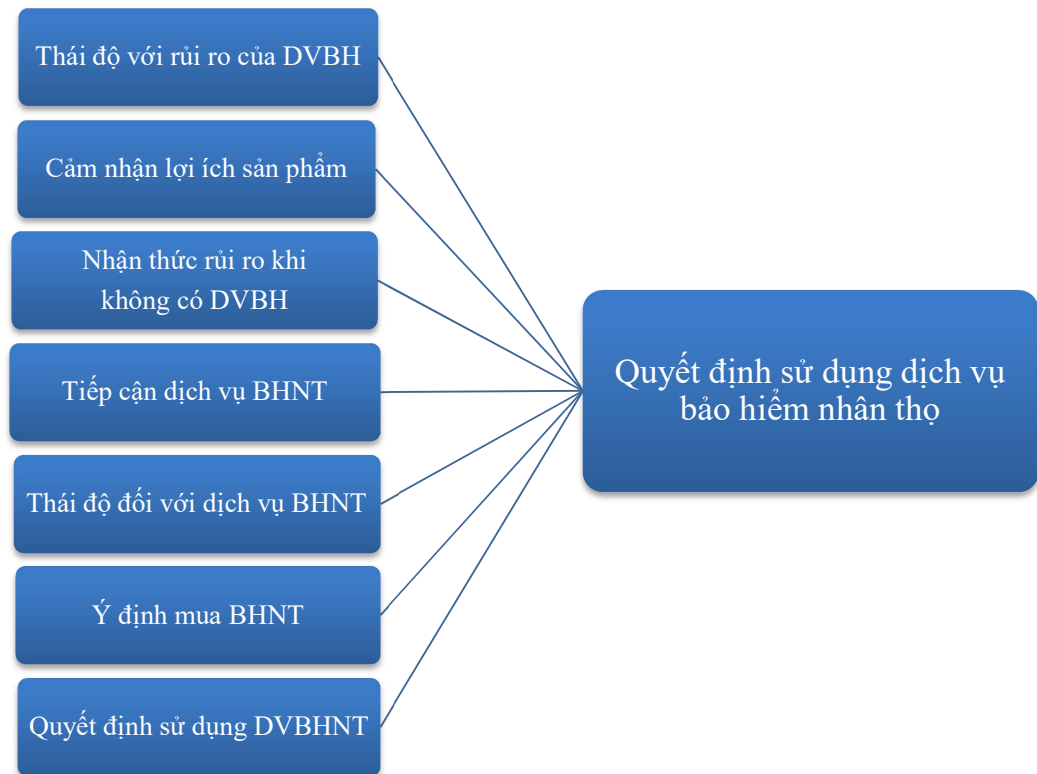 Thái độ với rủi ro của DVBH
Cảm nhận lợi ích sản phẩm
Nhận thức rủi ro khi
không có DVBH
Tiếp cận dịch vụ BHNT
Thái độ đối với dịch vụ BHNT
Ý định mua BHNT
Quyết định sử dụng DVBHNT
Quyết định sử dụng dịch vụ
bảo hiểm nhân thọ